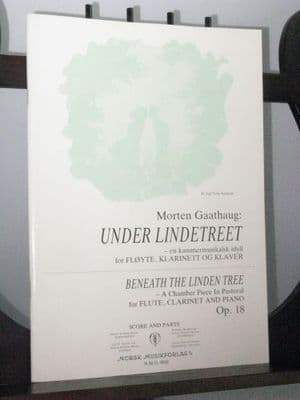 Morten Gaathaug:
UNDER LINDETREET
– en kammermusikalsk idyll
for FLØYTE, KLARINETT OG KLAVER
BENEATH THE LINDEN TREE
– A Chamber Piece In Pastoral
for FLUTE, CLARINET AND PIANO
Op. 18
SCORE AND PARTS
NORSK MUSIKFORLAG A/S